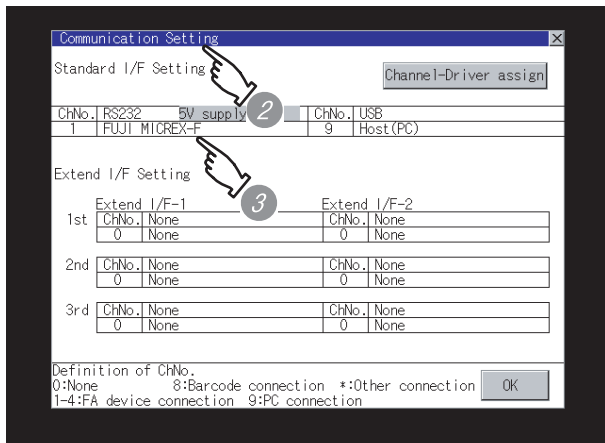 Communication Setting
Standard I/F Setting
Channel-Driver assign
ChNo. RS232 5V supply ChNo. USB
1 FUJI MICREX-F 9 Host(PC)
2
Extend I/F Setting
3
Extend I/F-1 Extend I/F-2
1st ChNo. None ChNo. None
0 None 0 None
2nd ChNo. None ChNo. None
0 None 0 None
3rd ChNo. None ChNo. None
0 None 0 None
Definition of ChNo.
0:None 8:Barcode connection *:Other connection OK
1-4:FA device connection 9:PC connection